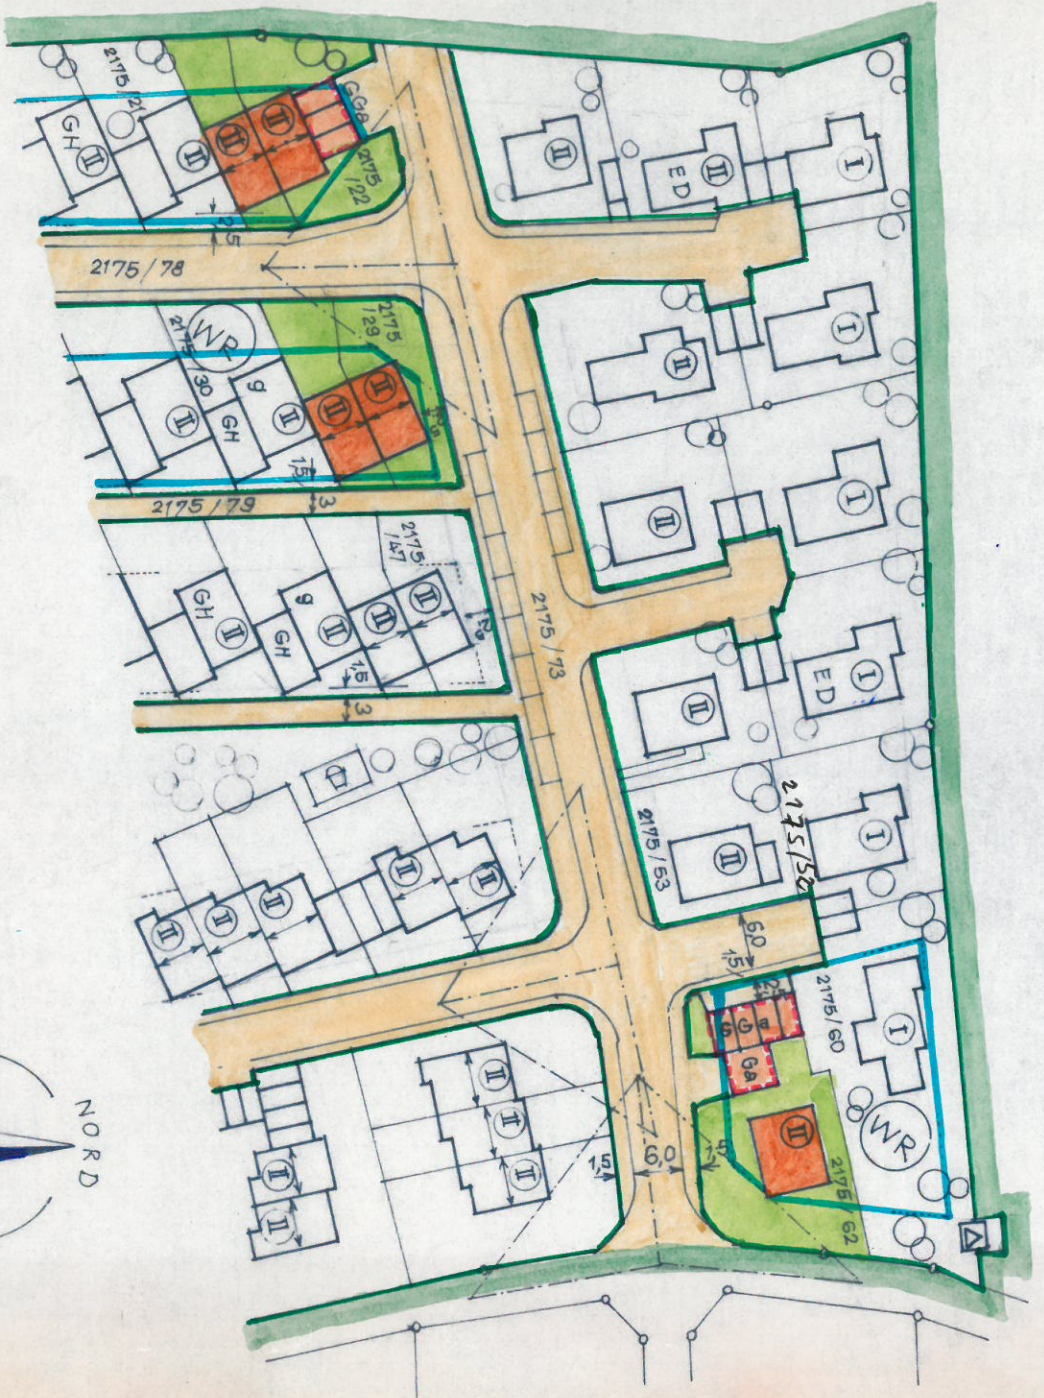 2175/21
GH
II
II
II
II
GGa
2175
/22
2,5
2175/78
II
II
ED
I
2175
/29
WR
2175/30
g
II
GH
II
II
II
1,5
2175/79
3
I
II
I
II
2175
/47
GH
II
g
II
GH
II
II
1,5
3
2175/73
I
ED
II
2175/52
I
2175/53
II
II
II
II
II
II
6,0
1,5
2,5
2175/60
I
G
G
a
Ga
WR
II
2175/62
II
II
II
1,5
6,0
1,5
II
II
NORD